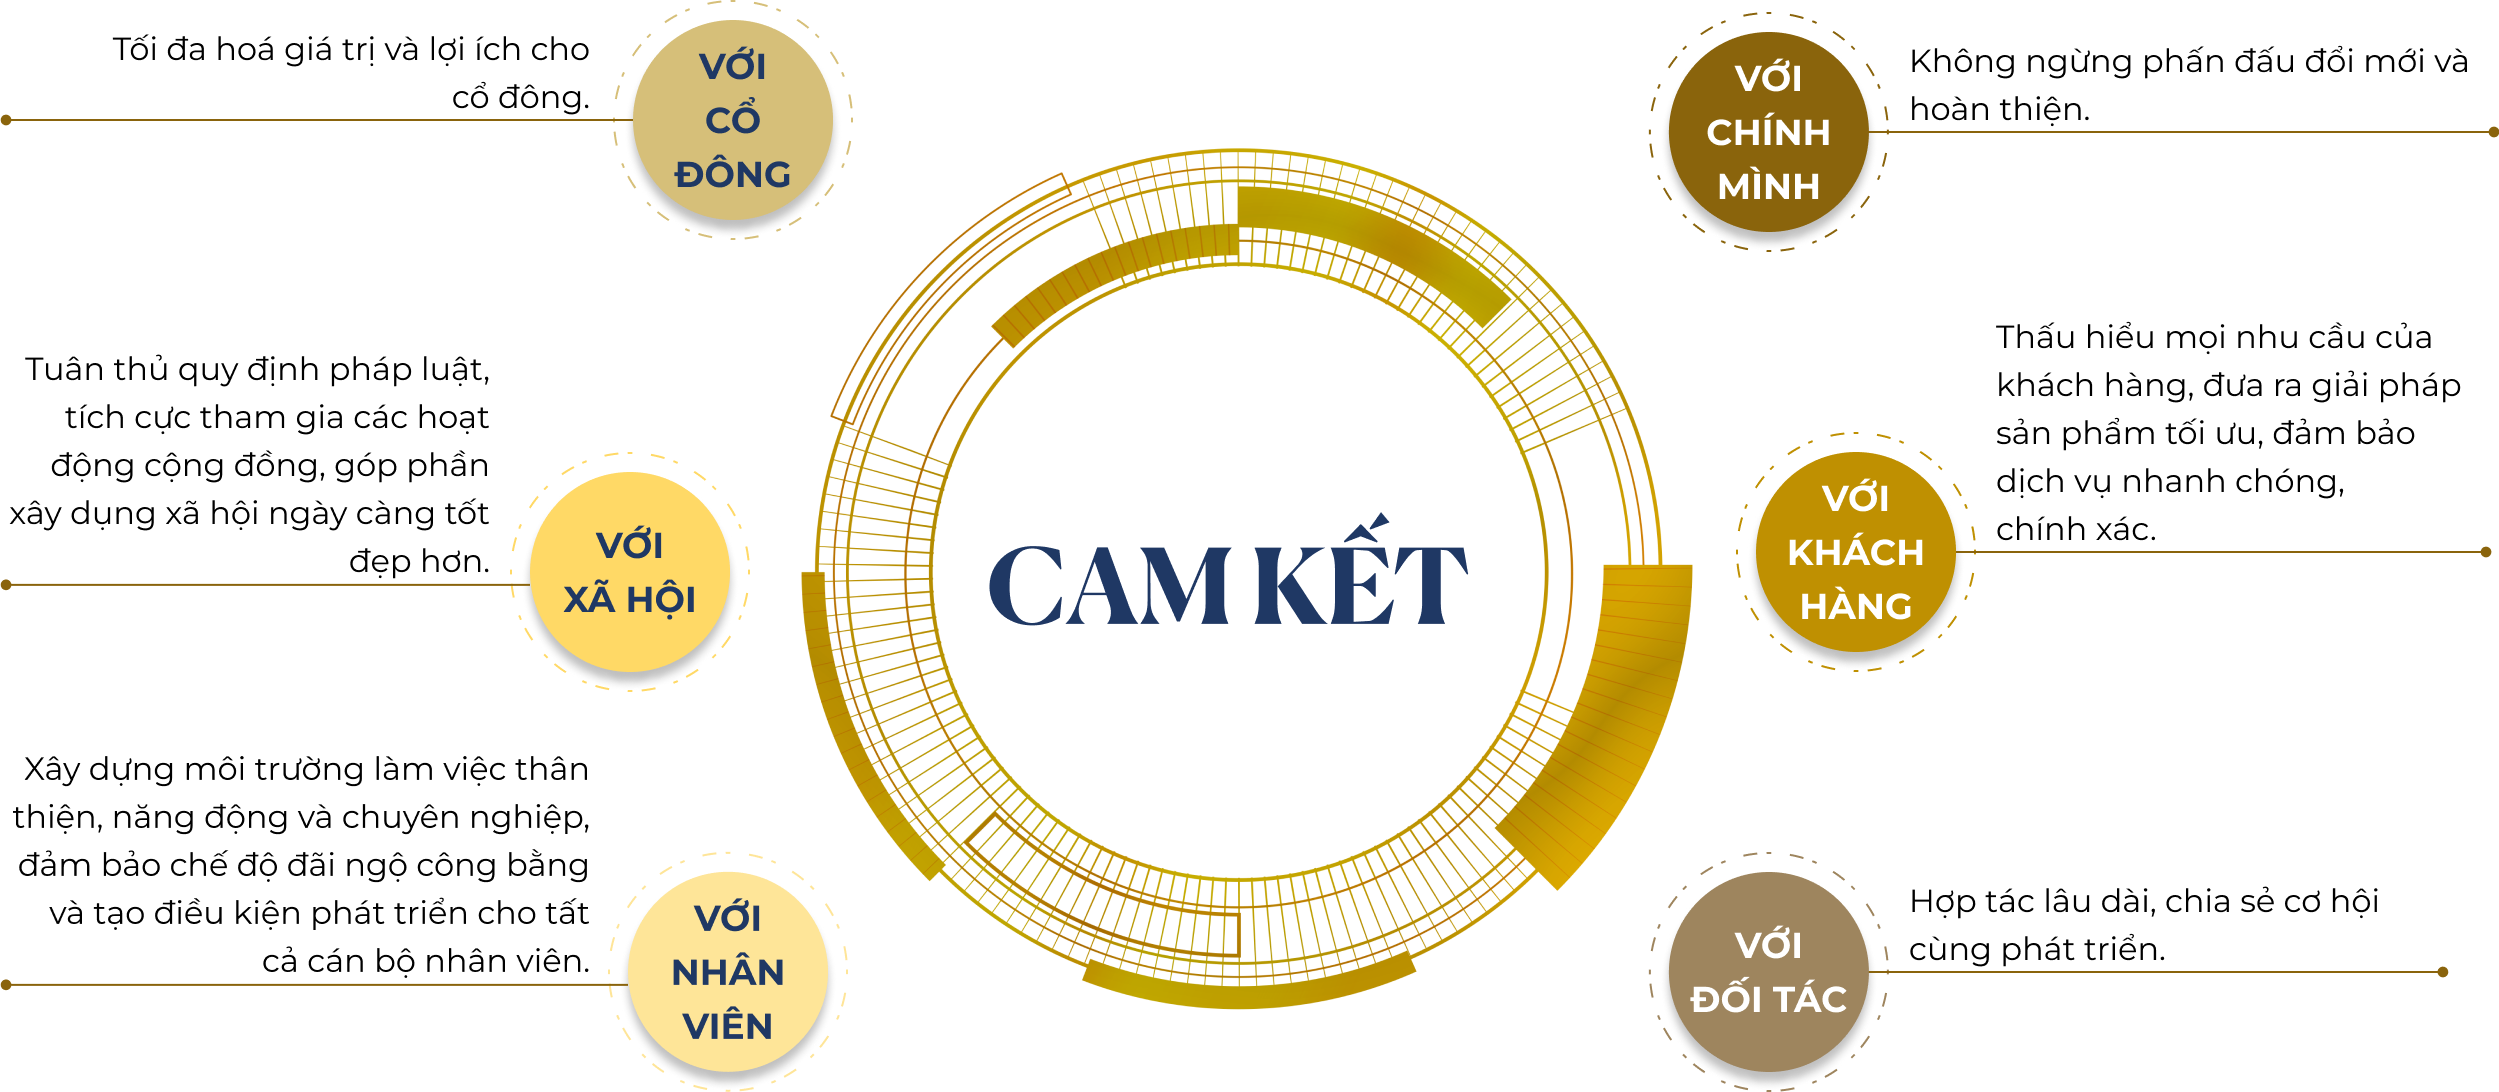 Tối đa hoá giá trị và lợi ích cho
cổ đông.
VỚI
CỔ
ĐÔNG
Tuân thủ quy định pháp luật,
tích cực tham gia các hoạt
động cộng đồng, góp phần
xây dụng xã hội ngày càng tốt
đẹp hơn.
VỚI
XÃ HỘI
Xây dựng môi trường làm việc thân
thiện, năng động và chuyên nghiệp,
đảm bảo chế độ đãi ngộ công bằng
và tạo điều kiện phát triển cho tất
cả cán bộ nhân viên.
VỚI
NHÂN
VIÊN
CAM KẾT
VỚI
CHÍNH
MÌNH
Không ngừng phấn đấu đổi mới và
hoàn thiện.
VỚI
KHÁCH
HÀNG
Thấu hiểu mọi nhu cầu của
khách hàng, đưa ra giải pháp
sản phẩm tối ưu, đảm bảo
dịch vụ nhanh chóng,
chính xác.
VỚI
ĐỐI TÁC
Hợp tác lâu dài, chia sẻ cơ hội
cùng phát triển.